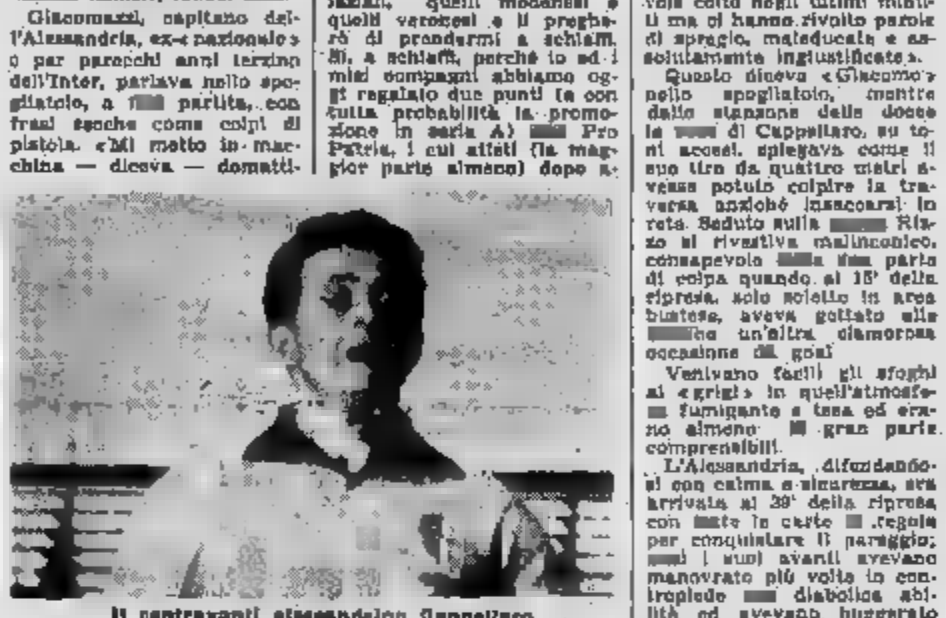 Giacomazzi, capitano del-
l'Alessandria, ex-« nazionale »
e per parecchi anni terzino
dell'Inter, parlava nello spo-
gliatoio, a partita, con
frasi secche come colpi di
pistola. «Mi metto in mac-
china — diceva — domatti-
quelli modenesi e
quelli veronesi e li preghe-
rò di prendermi a schiaffi.
Sì, a schiaffi, perché io ed i
miei compagni abbiamo og-
gi regalato due punti (e con
tutta probabilità la promo-
zione in serie A) Pro
Patria, i cui atleti (la mag-
gior parte almeno) dopo a-
Il centravanti alessandrino Cappellaro
volta negli ultimi minu-
ti ma ci hanno rivolto parole
di spregio, maleducate e as-
solutamente ingiustificate».
Questo diceva «Giacomo»
nello spogliatoio, mentre
dallo stanzone delle docce
la di Cappellaro, su to-
ni accesi, spiegava come il
suo tiro da quattro metri a-
vesse potuto colpire la tra-
versa anziché insaccarsi in
rete. Seduto sulla Riz-
zo si rivestiva malinconico,
consapevole sua parte
di colpa quando al 15' della
ripresa, solo soletto in area
bustese, aveva gettato alle
un'altra clamorosa
occasione goal
Venivano facili gli sfoghi
ai «grigi» in quell'atmosfe-
fumigante e tesa ed era-
no almeno gran parte
comprensibili.
L'Alessandria, difendendo-
si con calma e sicurezza, era
arrivata al 39' della ripresa
con le carte regola
per conquistare il pareggio;
i suoi avanti avevano
manovrato più volte in con-
tropiede diabolica abi-
lità ed avevano